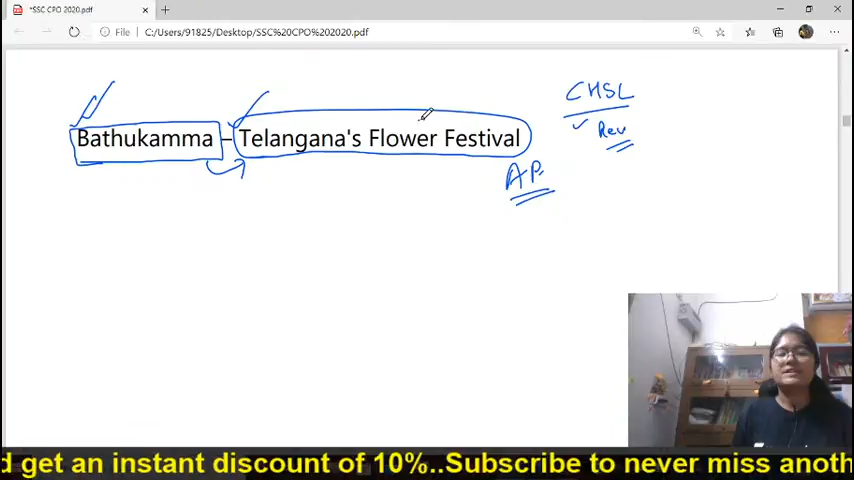 *SSC CPO 2020.pdf
File | C:/Users/91825/Desktop/SSC%20CPO%202020.pdf
CHSL
Rev
Bathukamma – Telangana's Flower Festival
AP
d get an instant discount of 10%..Subscribe to never miss anoth